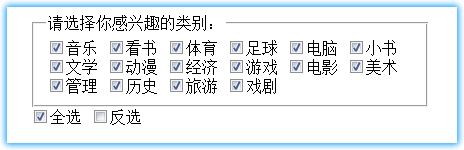 请选择你感兴趣的类别：
音乐 看书 体育 足球 电脑 小书
文学 动漫 经济 游戏 电影 美术
管理 历史 旅游 戏剧
全选 反选